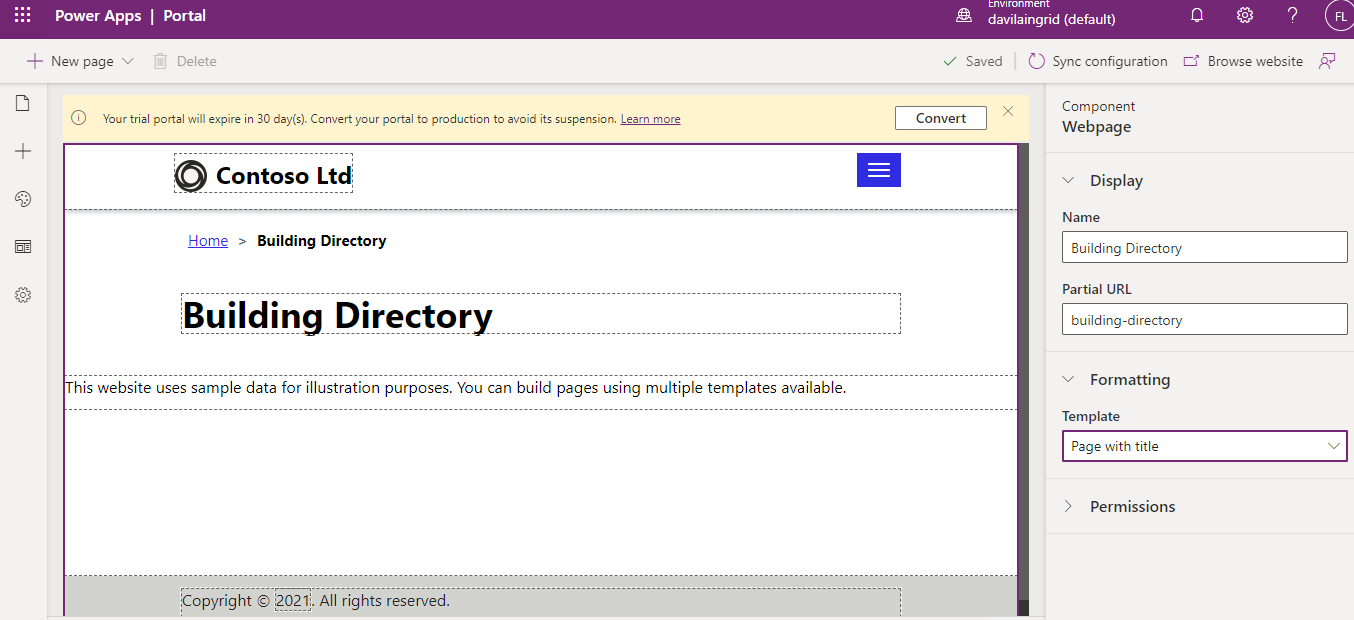 Power Apps | Portal
Environment
davilaingrid (default)
?
FL
New page
Delete
Saved
Sync configuration
Browse website
Your trial portal will expire in 30 day(s). Convert your portal to production to avoid its suspension. Learn more
Convert
Contoso Ltd
Home > Building Directory
Building Directory
This website uses sample data for illustration purposes. You can build pages using multiple templates available.
Copyright © 2021. All rights reserved.
Component
Webpage
Display
Name
Building Directory
Partial URL
building-directory
Formatting
Template
Page with title
Permissions